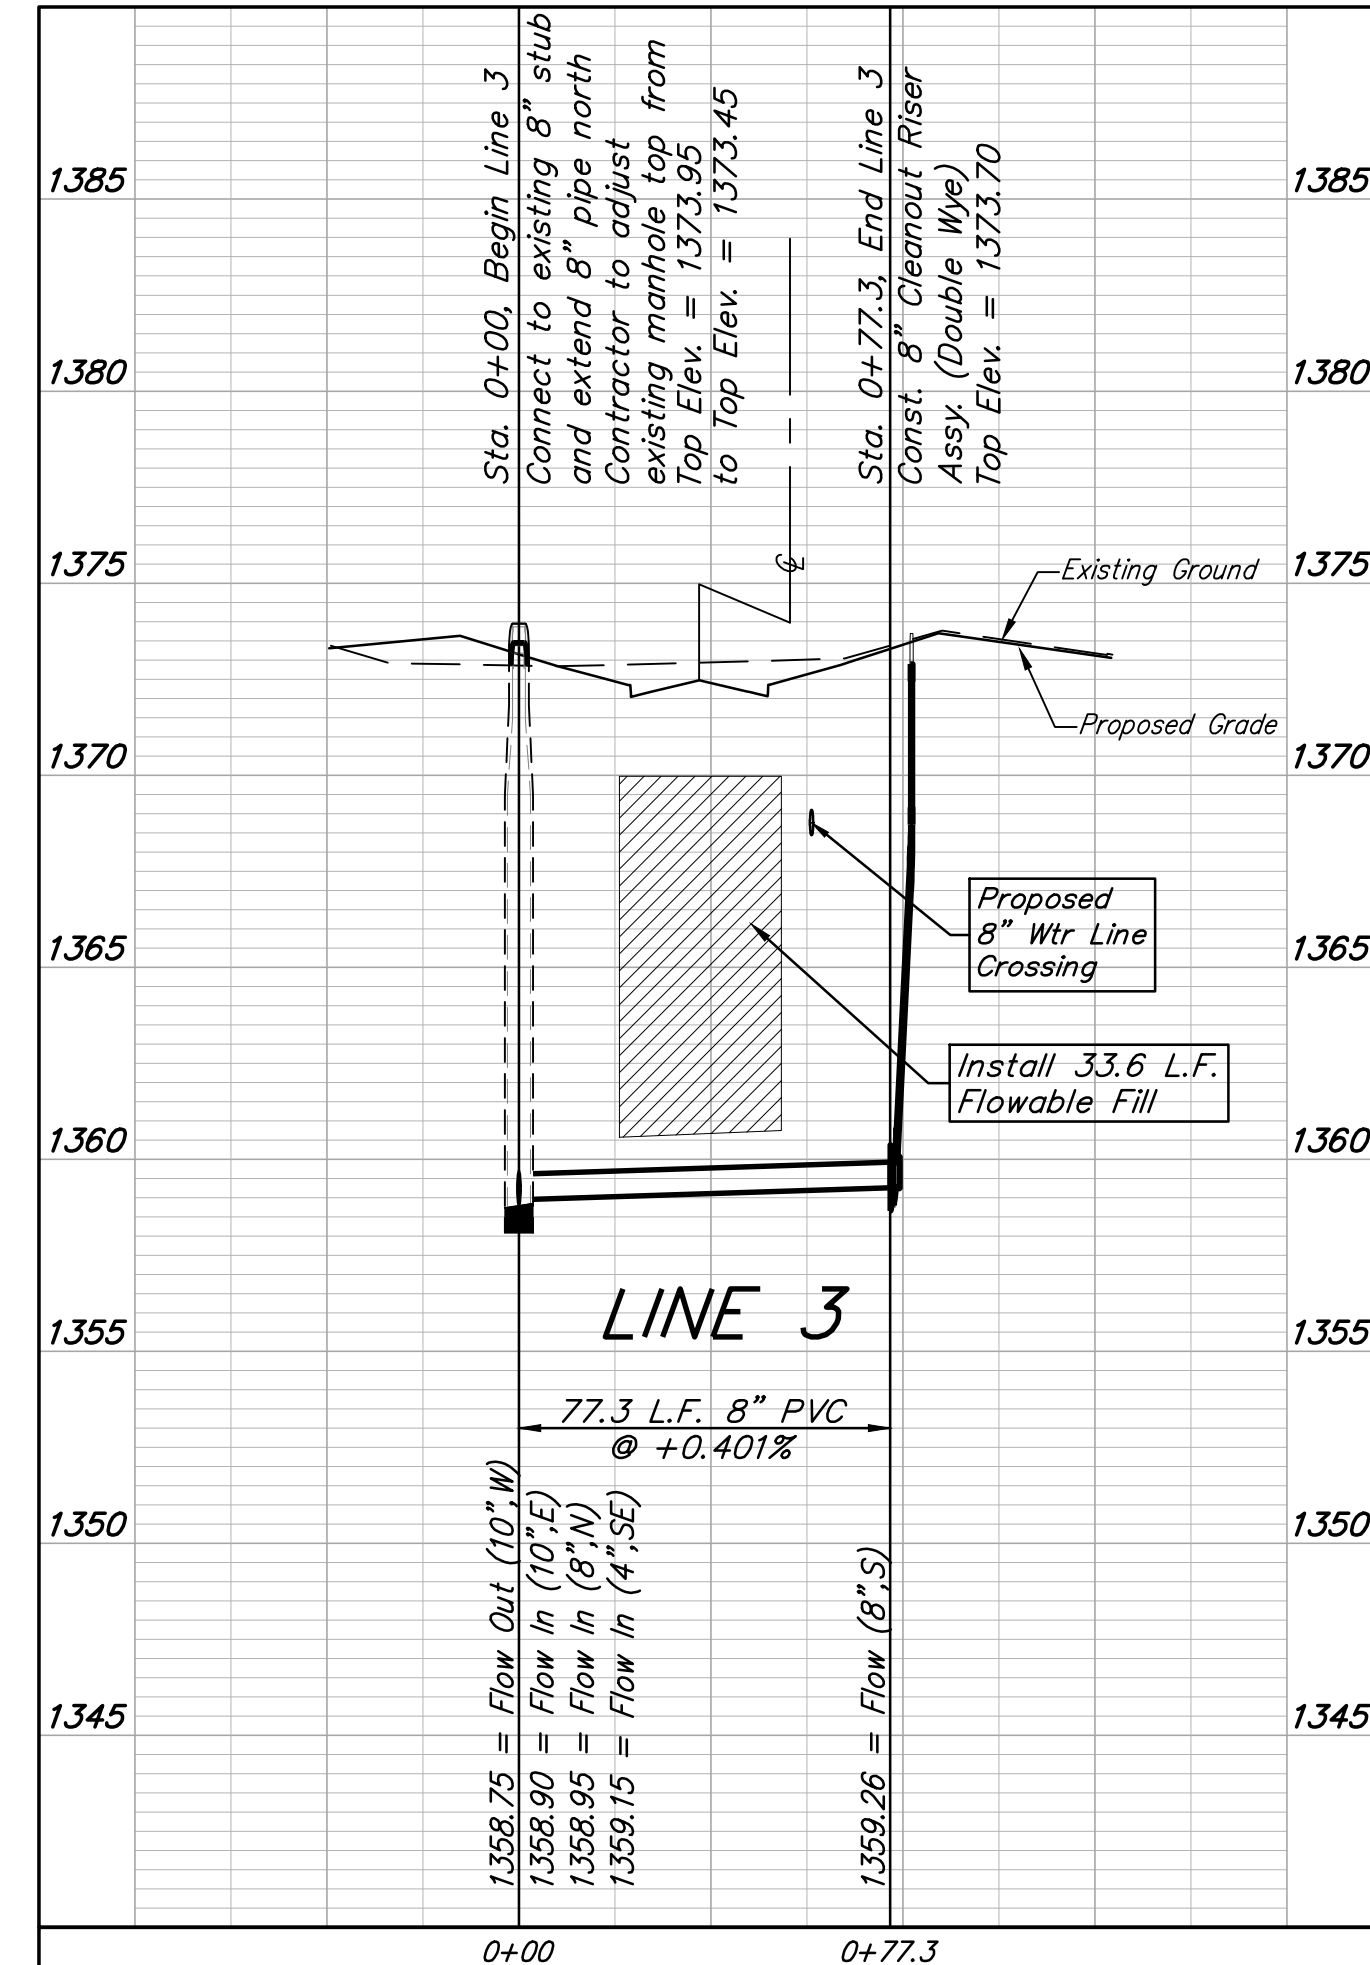 Sta. 0+00, Begin Line 3
Connect to existing 8" stub
and extend 8" pipe north
Contractor to adjust
existing manhole top from
Top Elev. = 1373.95
to Top Elev. = 1373.45
Sta. 0+77.3, End Line 3
Const. 8" Cleanout Riser
Assy. (Double Wye)
Top Elev. = 1373.70
1385
1385
1380
1380
1375
1375
℄
Existing Ground
Proposed Grade
1370
1370
Proposed
8" Wtr Line
Crossing
1365
1365
Install 33.6 L.F.
Flowable Fill
1360
1360
LINE 3
1355
1355
77.3 L.F. 8" PVC
@ +0.401%
1350
1350
1345
1345
1358.75 = Flow Out (10",W)
1358.90 = Flow In (10",E)
1358.95 = Flow In (8",N)
1359.15 = Flow In (4",SE)
1359.26 = Flow (8",S)
0+00
0+77.3